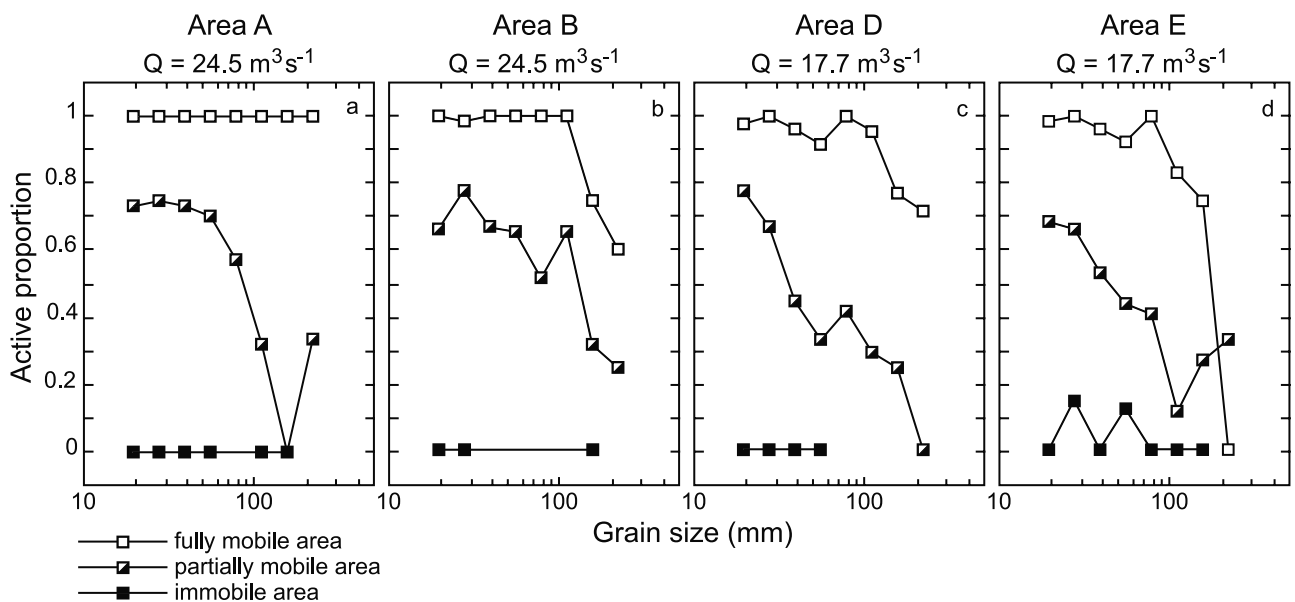 Area A Area B Area D Area E
Q = 24.5 m³s⁻¹ Q = 24.5 m³s⁻¹ Q = 17.7 m³s⁻¹ Q = 17.7 m³s⁻¹
a b c d
1
0.8
0.6
0.4
0.2
0
Active proportion
10 100 10 100 10 100 10 100
Grain size (mm)
fully mobile area
partially mobile area
immobile area